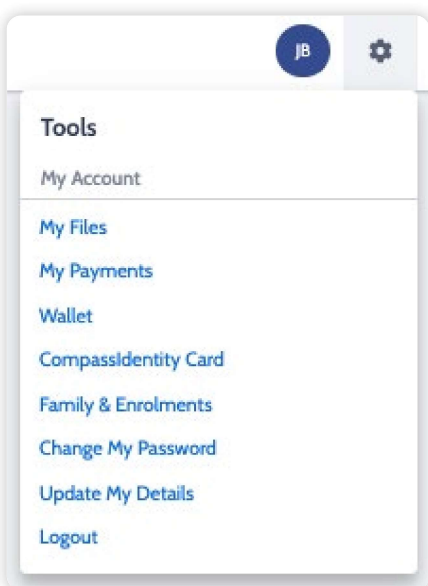 JB
Tools
My Account
My Files
My Payments
Wallet
CompassIdentity Card
Family & Enrolments
Change My Password
Update My Details
Logout